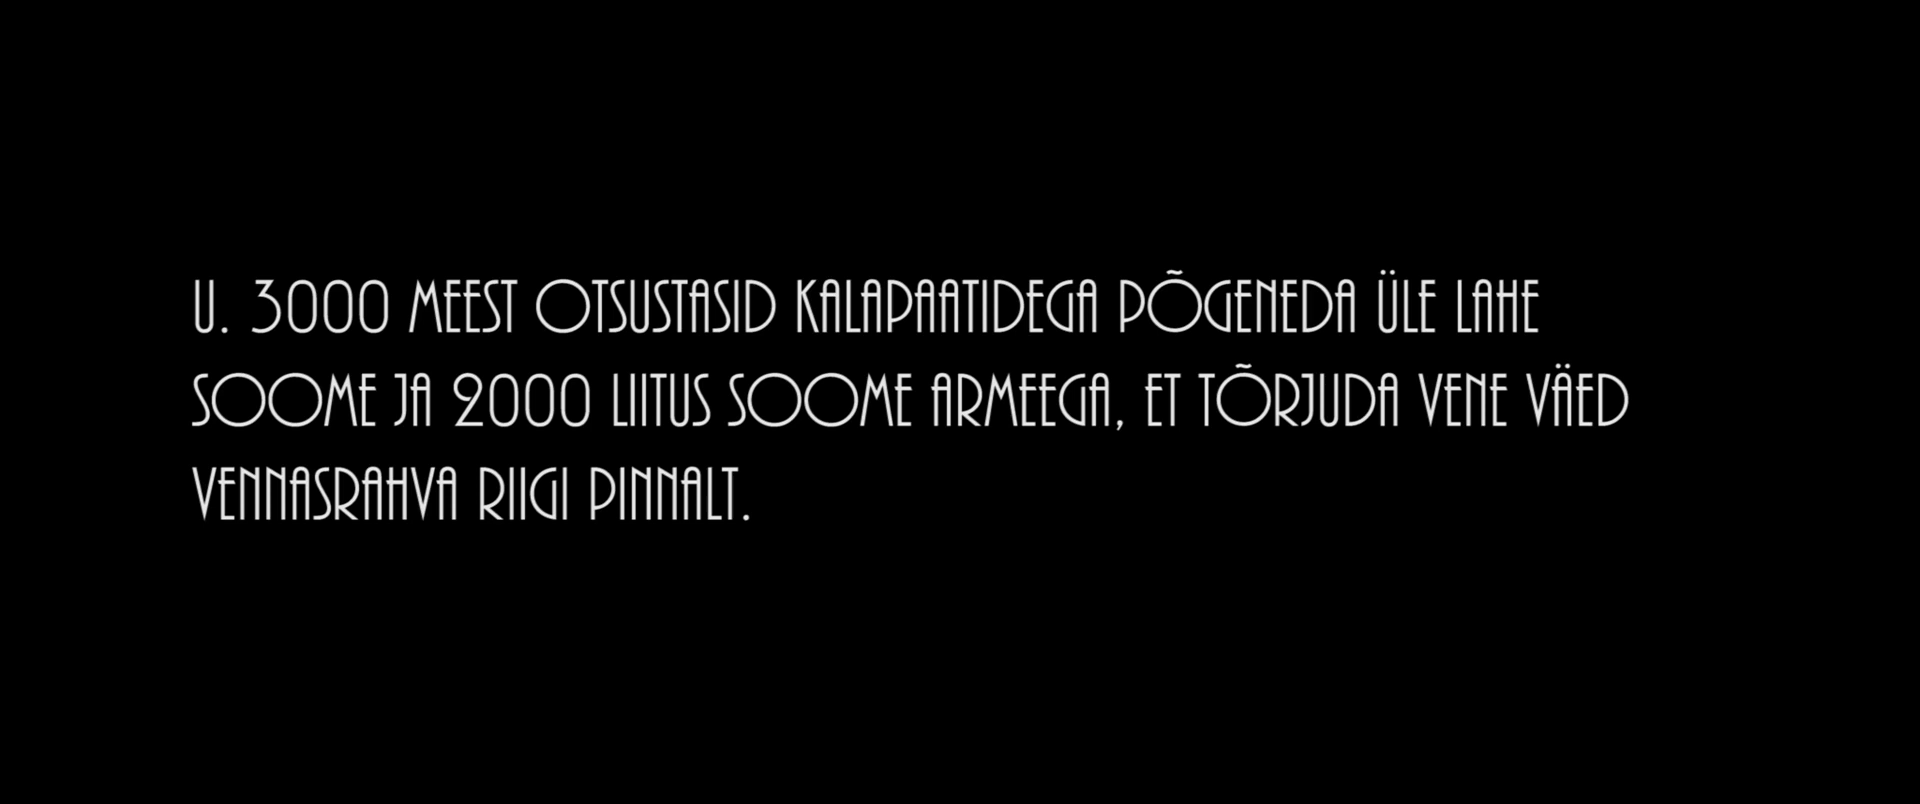 U. 3000 MEEST OTSUSTASID KALAPAATIDEGA PÕGENEDA ÜLE LAHE
SOOME JA 2000 LIITUS SOOME ARMEEGA, ET TÕRJUDA VENE VÄED
VENNASRAHVA RIIGI PINNALT.